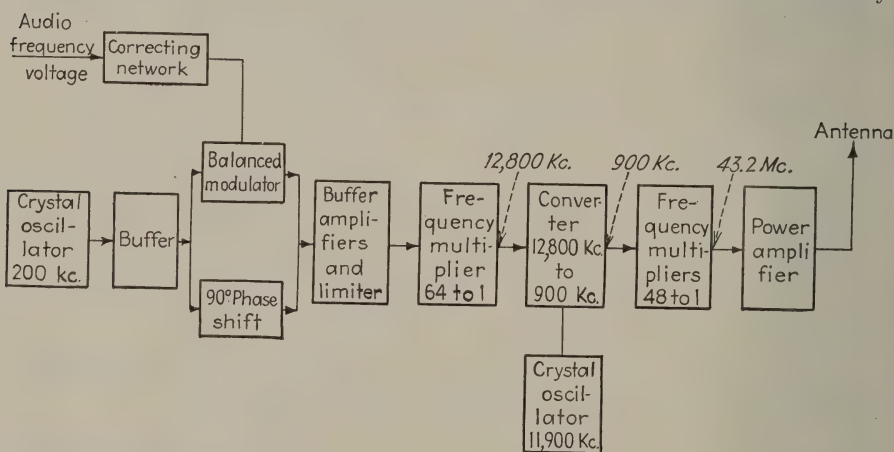 Audio
frequency
voltage
Correcting
network
Balanced
modulator
Crystal
oscil-
lator
200 kc.
Buffer
90° Phase
shift
Buffer
ampli-
fiers
and
limiter
Fre-
quency
multi-
plier
64 to 1
12,800 Kc.
Conver-
ter
12,800 Kc.
to
900 Kc.
Crystal
oscil-
lator
11,900 Kc.
900 Kc.
Fre-
quency
multi-
pliers
48 to 1
43.2 Mc.
Power
ampli-
fier
Antenna